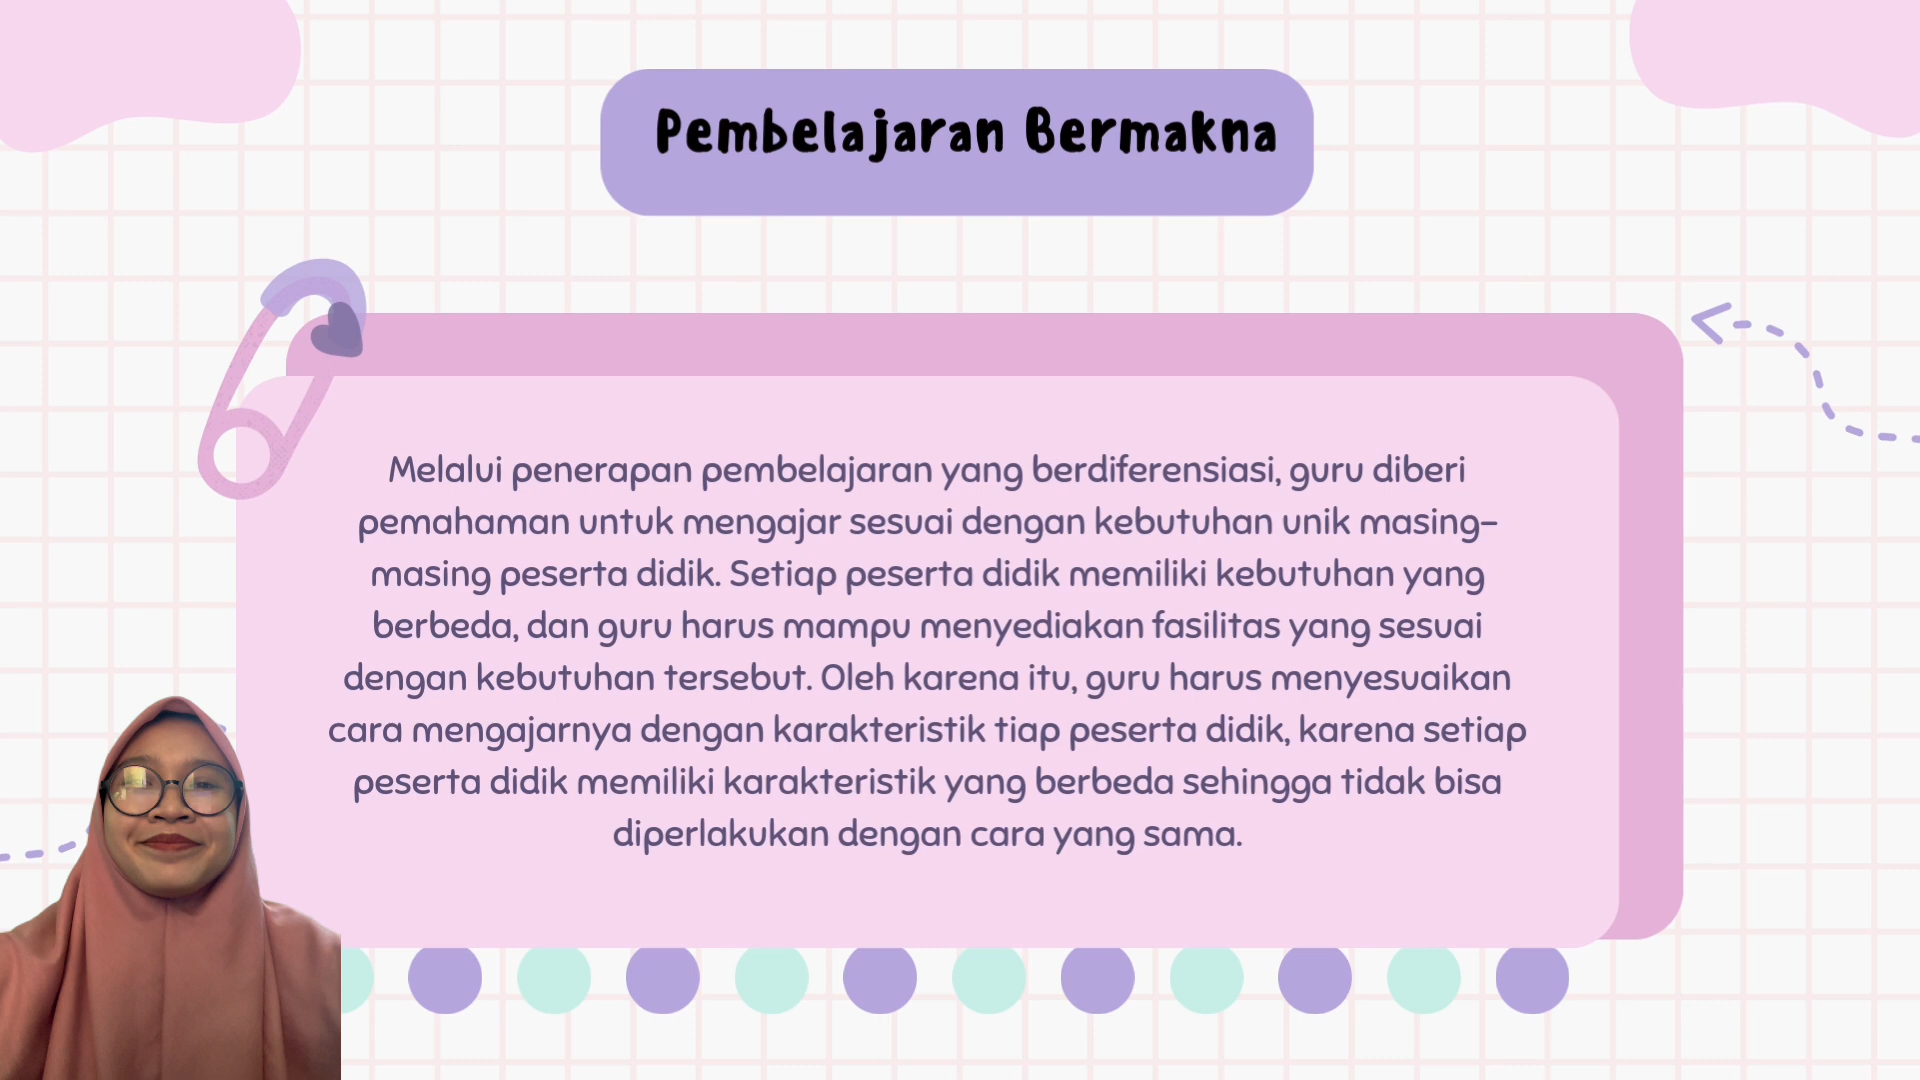 Pembelajaran Bermakna
Melalui penerapan pembelajaran yang berdiferensiasi, guru diberi
pemahaman untuk mengajar sesuai dengan kebutuhan unik masing-
masing peserta didik. Setiap peserta didik memiliki kebutuhan yang
berbeda, dan guru harus mampu menyediakan fasilitas yang sesuai
dengan kebutuhan tersebut. Oleh karena itu, guru harus menyesuaikan
cara mengajarnya dengan karakteristik tiap peserta didik, karena setiap
peserta didik memiliki karakteristik yang berbeda sehingga tidak bisa
diperlakukan dengan cara yang sama.